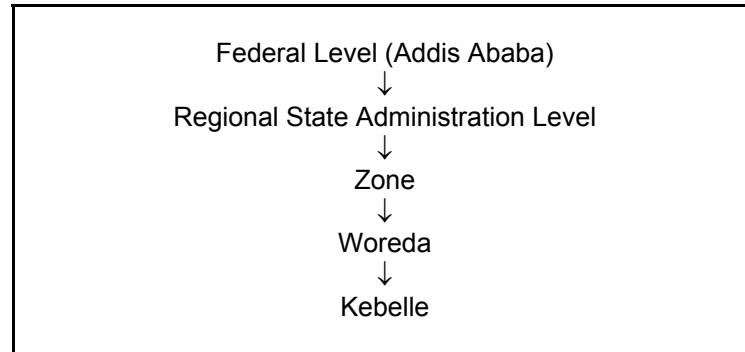 Federal Level (Addis Ababa)
↓
Regional State Administration Level
↓
Zone
↓
Woreda
↓
Kebelle